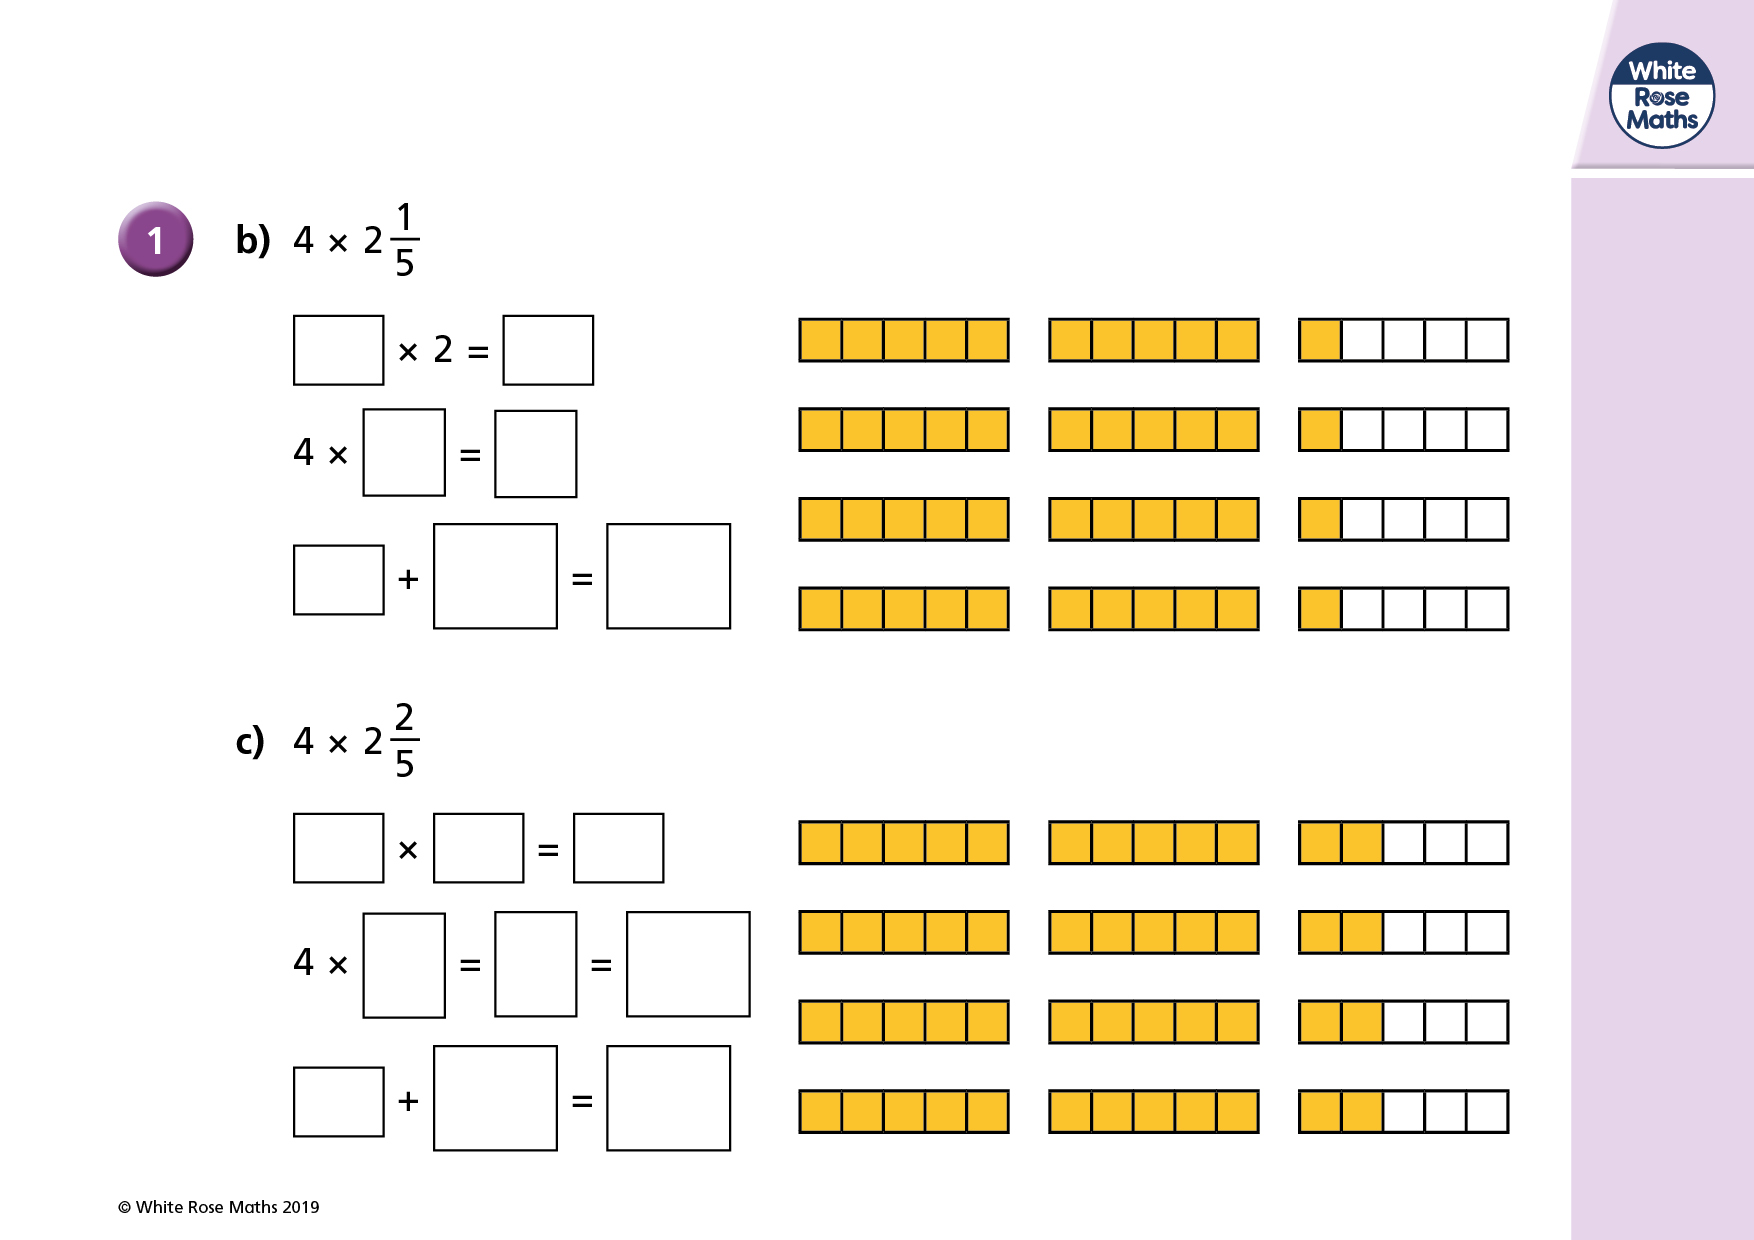 White
Rose
Maths
1 b) 4 × 2 1/5
× 2 =
4 × =
+ =
c) 4 × 2 2/5
× =
4 × = =
+ =
© White Rose Maths 2019